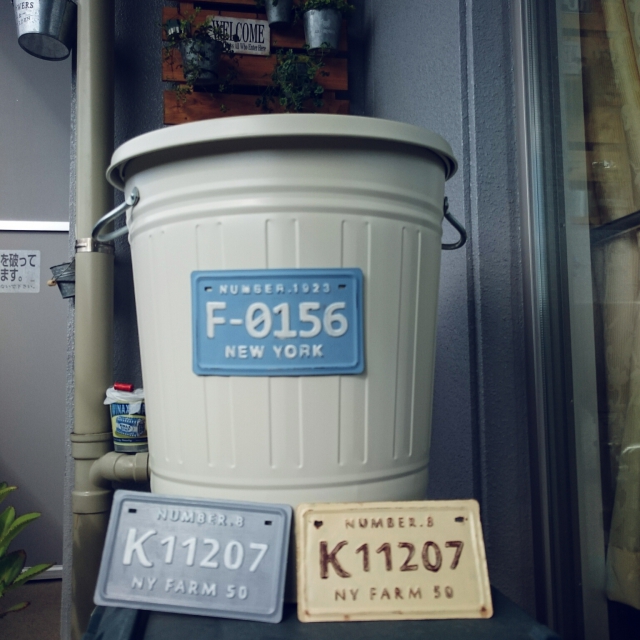 WELCOME
を破って
ます。
NUMBER.1923
F-0156
NEW YORK
NUMBER.8
K11207
NY FARM 50
NUMBER.8
K11207
NY FARM 50